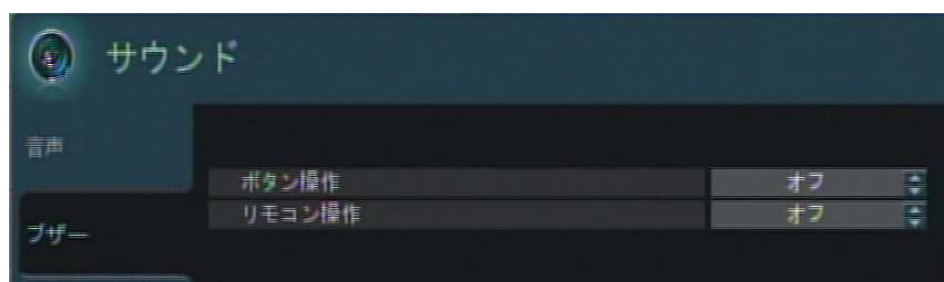 サウンド
音声
ボタン操作 オフ
リモコン操作 オフ
ブザー